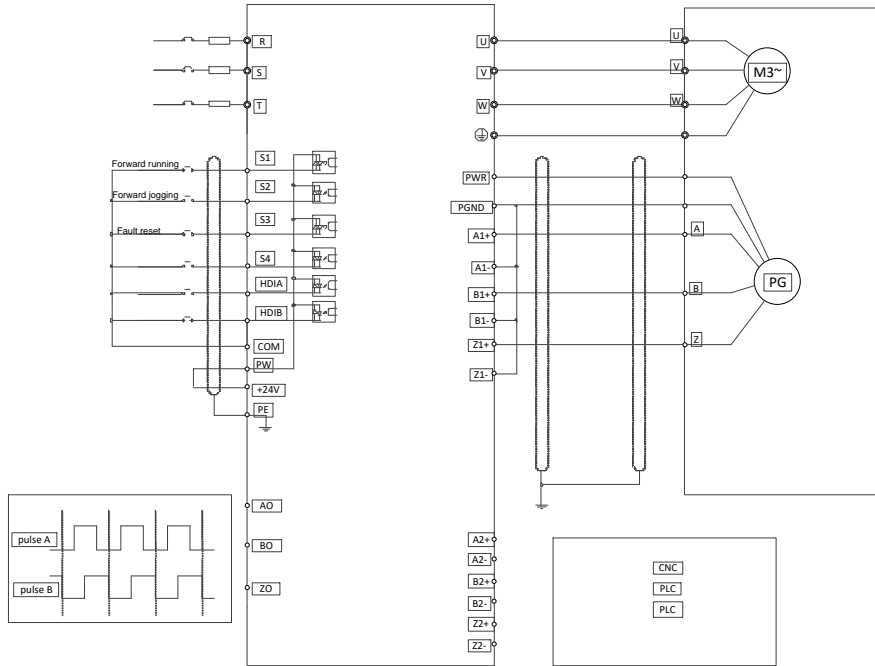 R
S
T
U
V
W
U
V
W
M3~
Forward running
S1
Forward jogging
S2
Fault reset
S3
S4
HDIA
HDIB
COM
PW
+24V
PE
PWR
PGND
A1+
A1-
B1+
B1-
Z1+
Z1-
A
B
Z
PG
AO
BO
ZO
pulse A
pulse B
A2+
A2-
B2+
B2-
Z2+
Z2-
CNC
PLC
PLC